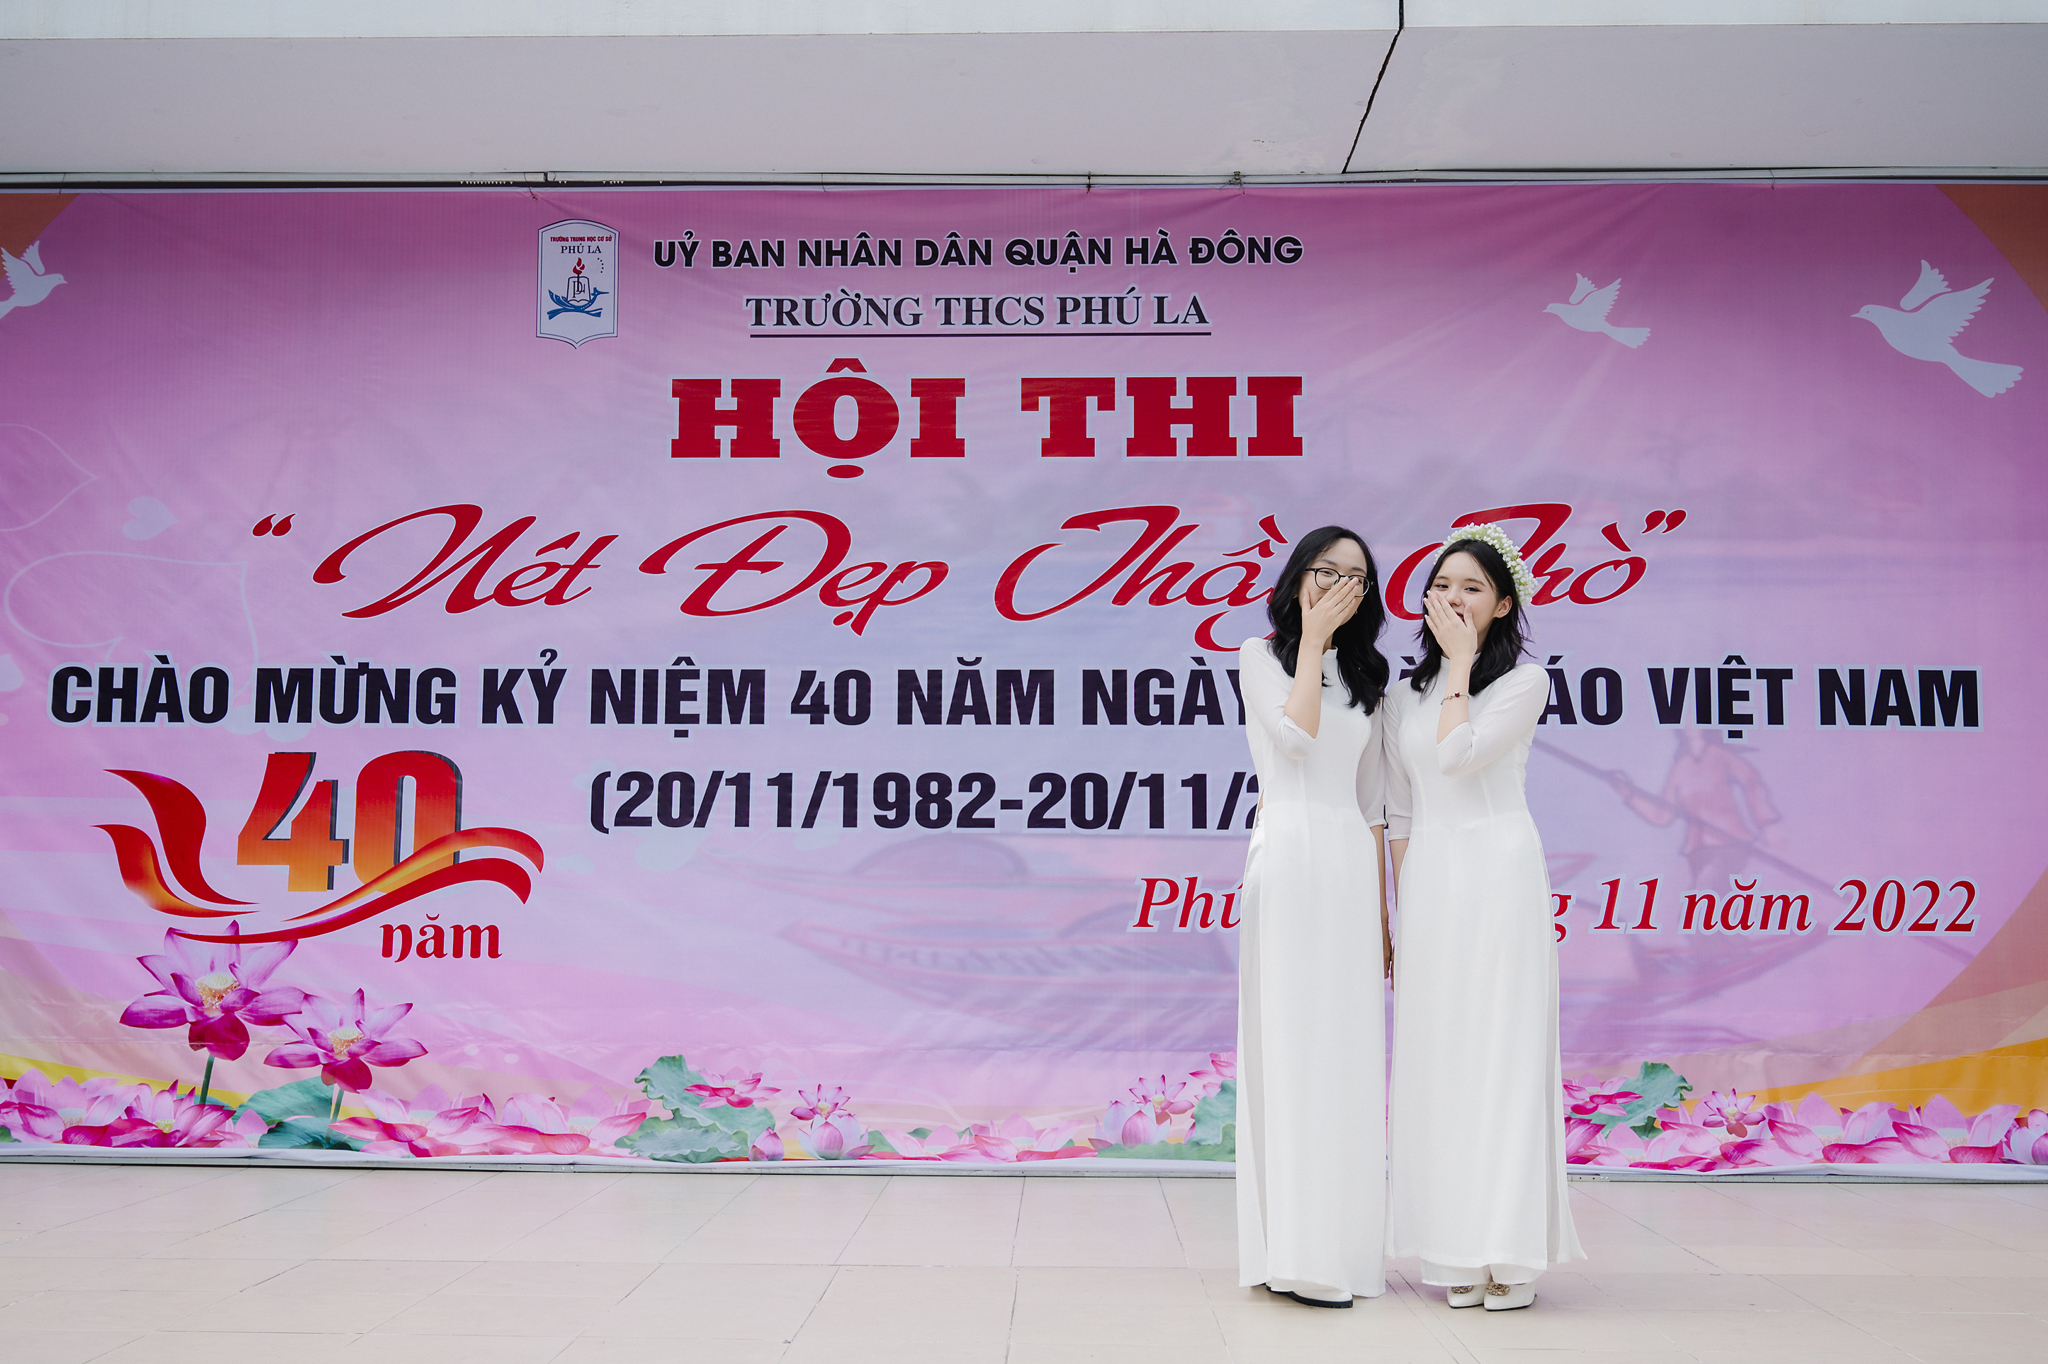 TRƯỜNG TRUNG HỌC CƠ SỞ
PHÚ LA
UỶ BAN NHÂN DÂN QUẬN HÀ ĐÔNG
TRƯỜNG THCS PHÚ LA
HỘI THI
“Nét Đẹp Thầy Trò”
CHÀO MỪNG KỶ NIỆM 40 NĂM NGÀY ÁO VIỆT NAM
(20/11/1982-20/11/2
40
năm
Phú 11 năm 2022